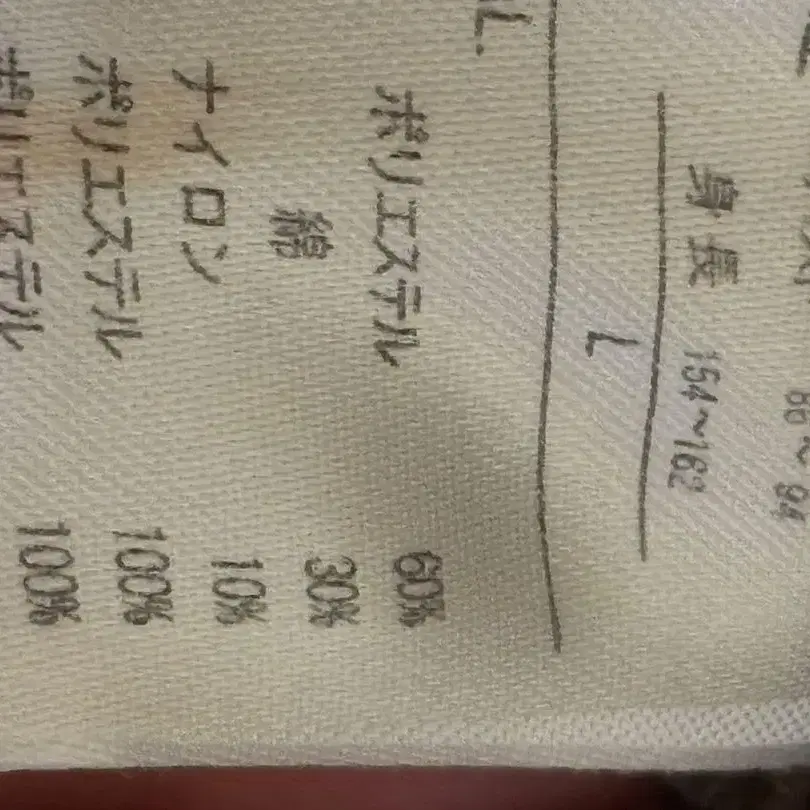 身長 154~162
L
ポリエステル 60%
綿 30%
ナイロン 10%
ポリエステル 100%
ポリエステル 100%